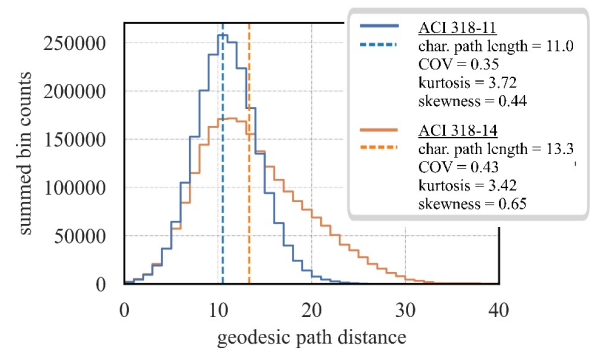 ACI 318-11
char. path length = 11.0
COV = 0.35
kurtosis = 3.72
skewness = 0.44
ACI 318-14
char. path length = 13.3
COV = 0.43
kurtosis = 3.42
skewness = 0.65
summed bin counts
250000
200000
150000
100000
50000
0
0 10 20 30 40
geodesic path distance